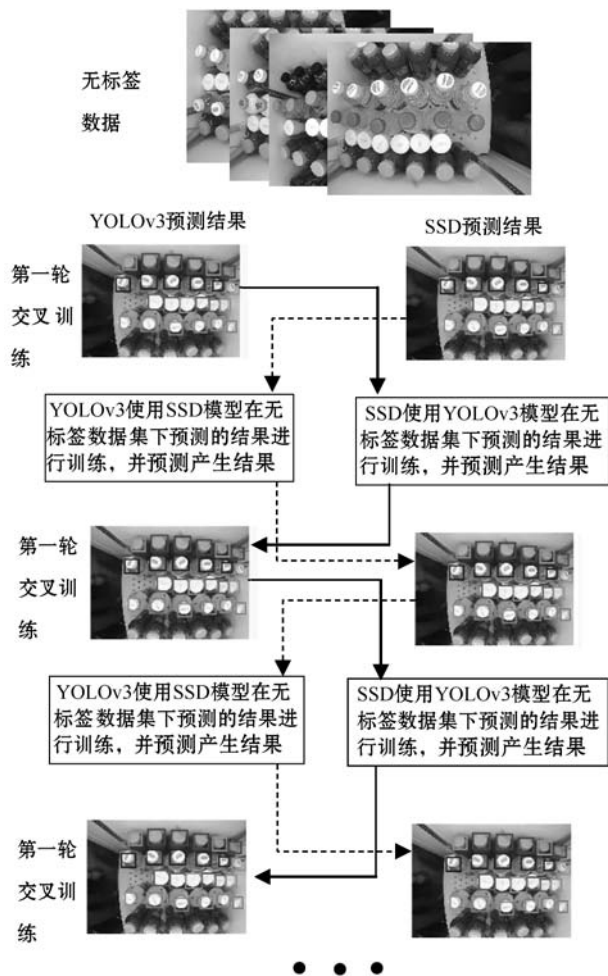 无标签
数据
YOLOv3预测结果
SSD预测结果
第一轮
交叉 训
练
YOLOv3使用SSD模型在无
标签数据集下预测的结果进
行训练，并预测产生结果
SSD使用YOLOv3模型在无
标签数据集下预测的结果进
行训练，并预测产生结果
第一轮
交叉训
练
YOLOv3使用SSD模型在无
标签数据集下预测的结果进
行训练，并预测产生结果
SSD使用YOLOv3模型在无
标签数据集下预测的结果进
行训练，并预测产生结果
第一轮
交叉训
练